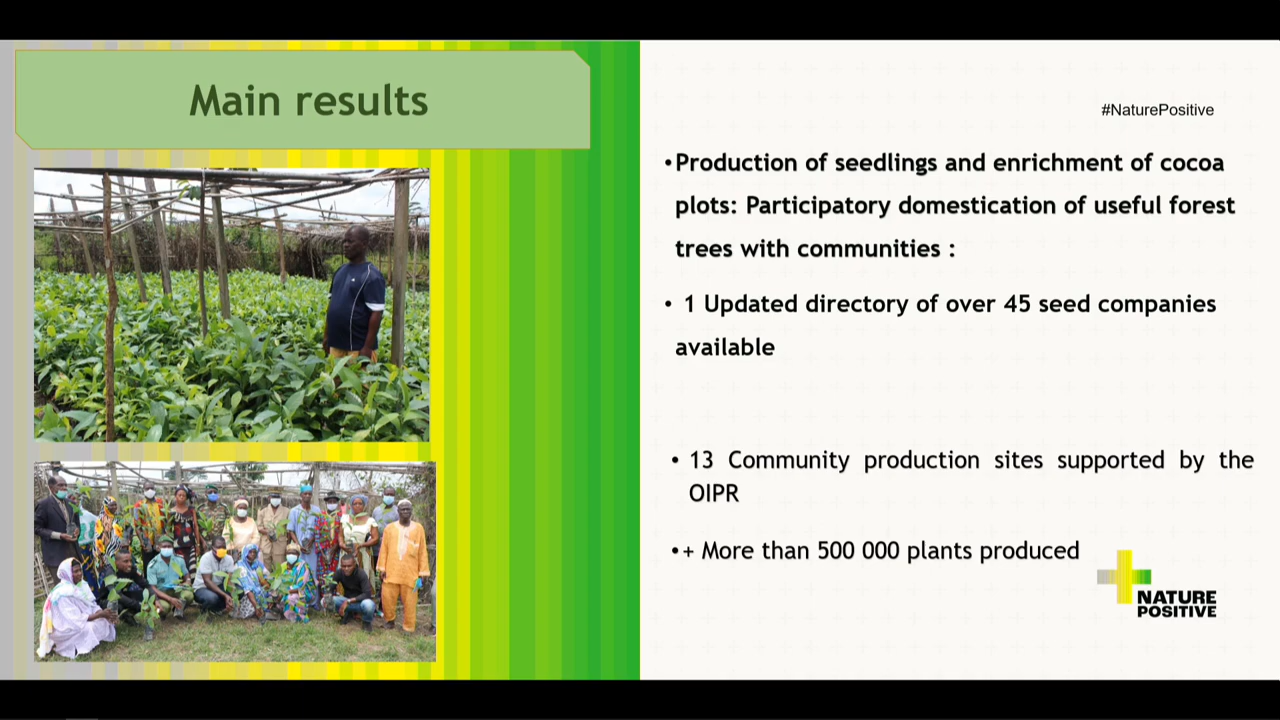 Main results
#NaturePositive
•Production of seedlings and enrichment of cocoa
plots: Participatory domestication of useful forest
trees with communities :
• 1 Updated directory of over 45 seed companies
available
• 13 Community production sites supported by the
OIPR
•+ More than 500 000 plants produced
NATURE
POSITIVE